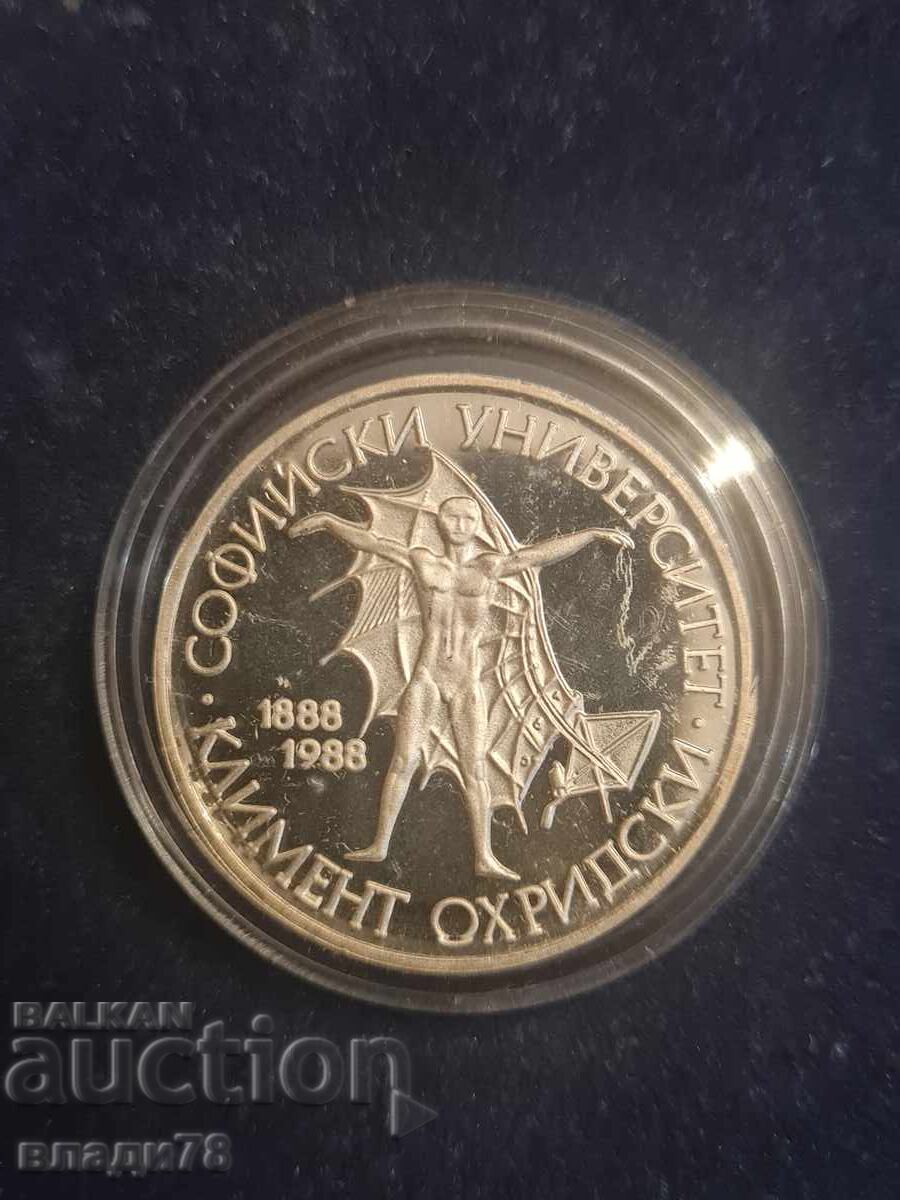 · СОФИЙСКИ УНИВЕРСИТЕТ ·
КЛИМЕНТ ОХРИДСКИ
1888
1988
BALKAN
auction
влади78